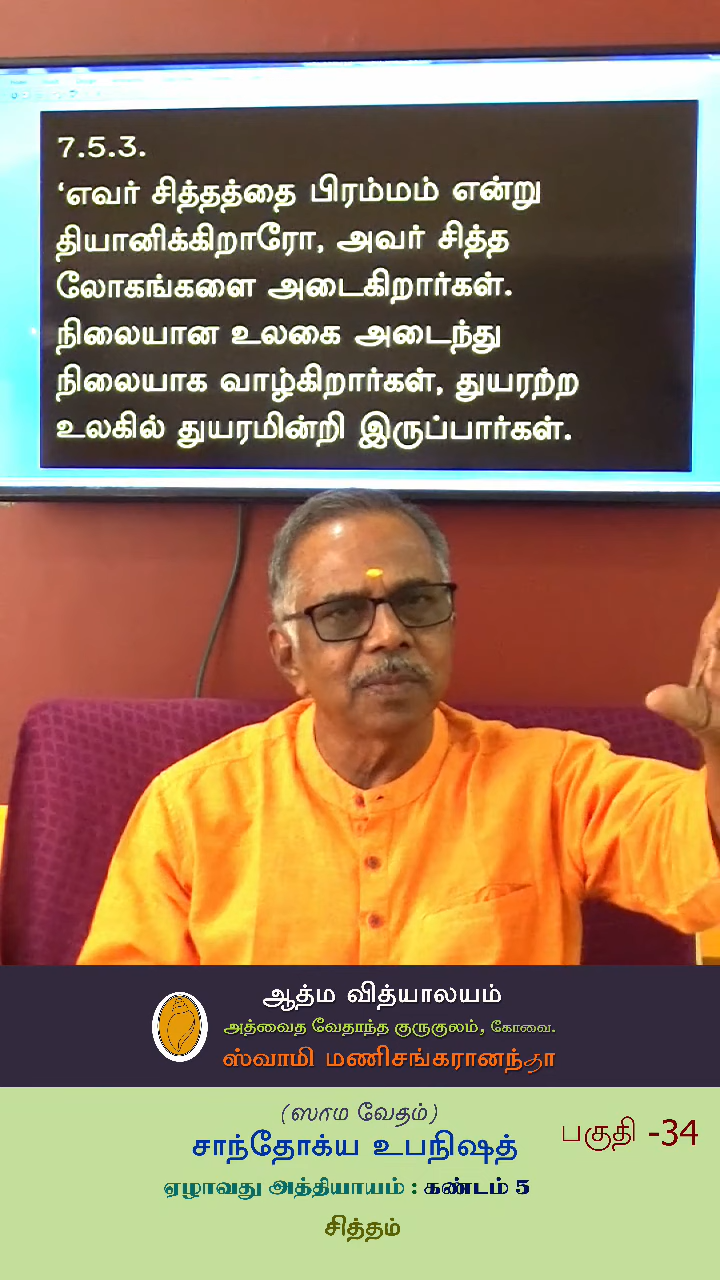 7.5.3.
‘எவர் சித்தத்தை பிரம்மம் என்று
தியானிக்கிறாரோ, அவர் சித்த
லோகங்களை அடைகிறார்கள்.
நிலையான உலகை அடைந்து
நிலையாக வாழ்கிறார்கள், துயரற்ற
உலகில் துயரமின்றி இருப்பார்கள்.
ஆத்ம வித்யாலயம்
அத்வைத வேதாந்த குருகுலம், கோவை.
ஸ்வாமி மணிசங்கரானந்தா
(ஸாம வேதம்)
சாந்தோக்ய உபநிஷத்
பகுதி -34
ஏழாவது அத்தியாயம் : கண்டம் 5
சித்தம்